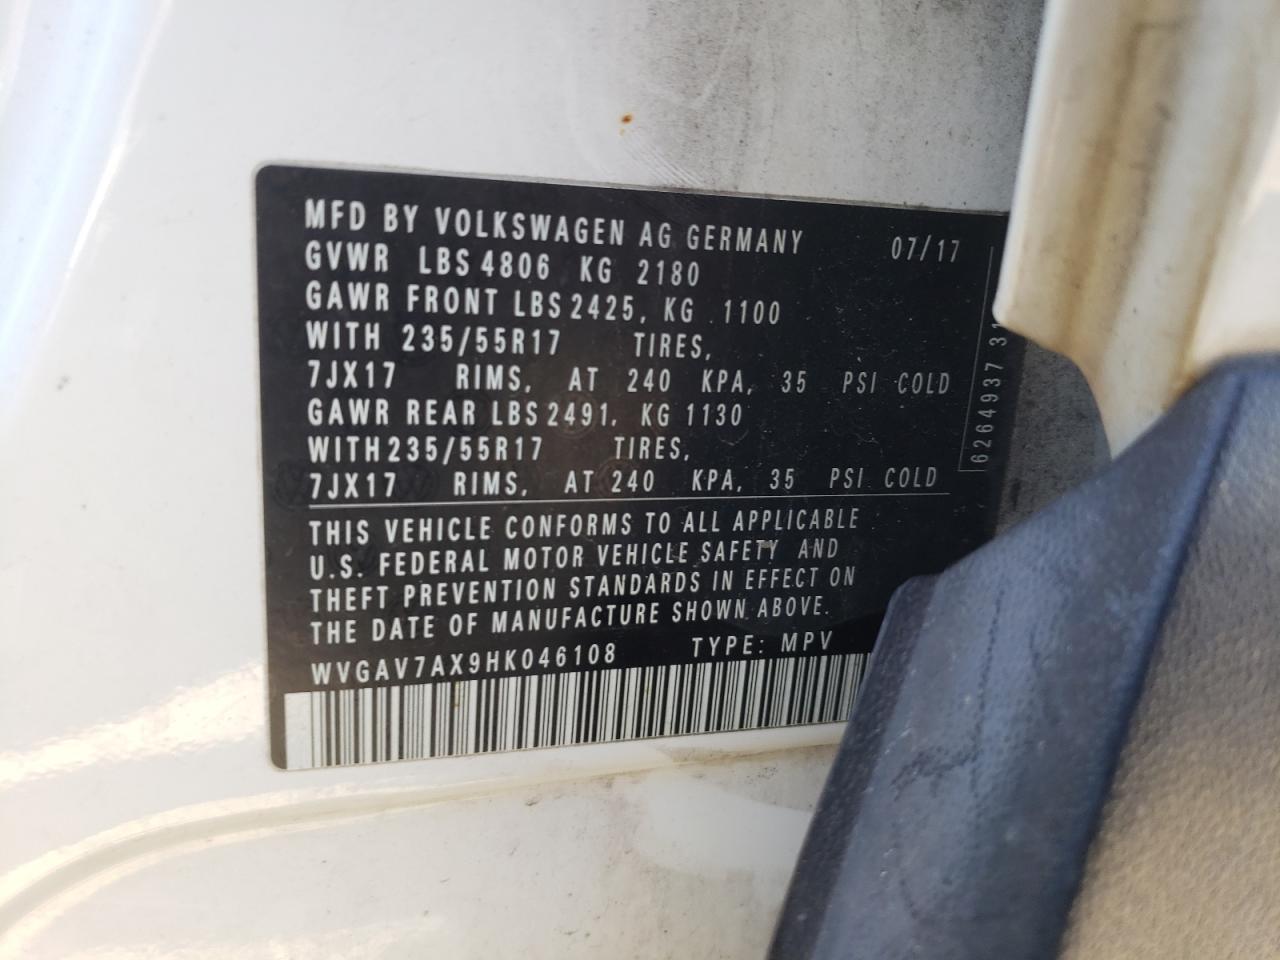 MFD BY VOLKSWAGEN AG GERMANY 07/17
GVWR LBS 4806 KG 2180
GAWR FRONT LBS 2425, KG 1100
WITH 235/55R17 TIRES,
7JX17 RIMS, AT 240 KPA, 35 PSI COLD
GAWR REAR LBS 2491, KG 1130
WITH 235/55R17 TIRES,
7JX17 RIMS, AT 240 KPA, 35 PSI COLD
THIS VEHICLE CONFORMS TO ALL APPLICABLE
U.S. FEDERAL MOTOR VEHICLE SAFETY AND
THEFT PREVENTION STANDARDS IN EFFECT ON
THE DATE OF MANUFACTURE SHOWN ABOVE.
WVGAV7AX9HK046108 TYPE: MPV
6264937